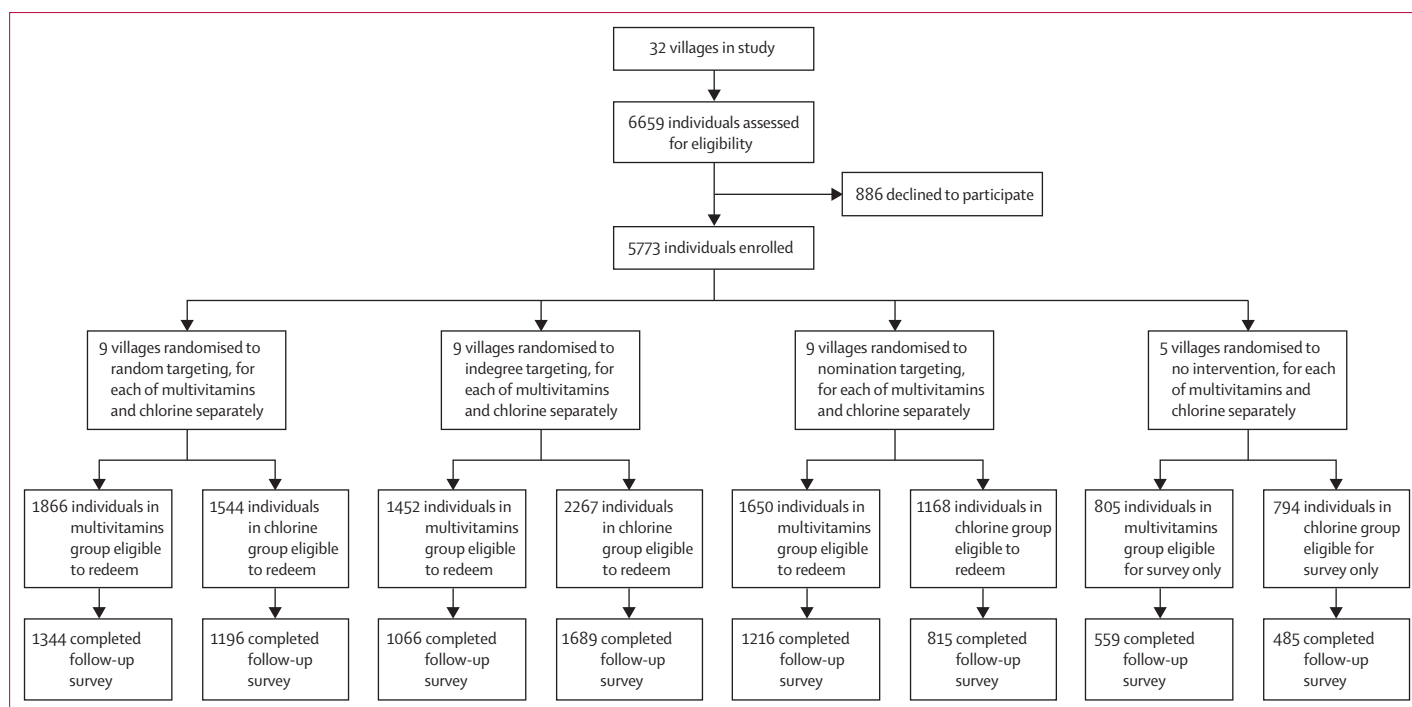 32 villages in study
6659 individuals assessed
for eligibility
886 declined to participate
5773 individuals enrolled
9 villages randomised to
random targeting, for
each of multivitamins
and chlorine separately
9 villages randomised to
indegree targeting, for
each of multivitamins
and chlorine separately
9 villages randomised to
nomination targeting,
for each of multivitamins
and chlorine separately
5 villages randomised to
no intervention, for each
of multivitamins and
chlorine separately
1866 individuals in
multivitamins
group eligible
to redeem
1544 individuals
in chlorine
group eligible
to redeem
1452 individuals in
multivitamins
group eligible
to redeem
2267 individuals
in chlorine
group eligible
to redeem
1650 individuals in
multivitamins
group eligible
to redeem
1168 individuals in
chlorine group
eligible to
redeem
805 individuals in
multivitamins
group eligible
for survey only
794 individuals in
chlorine group
eligible for
survey only
1344 completed
follow-up
survey
1196 completed
follow-up
survey
1066 completed
follow-up
survey
1689 completed
follow-up
survey
1216 completed
follow-up
survey
815 completed
follow-up
survey
559 completed
follow-up
survey
485 completed
follow-up
survey